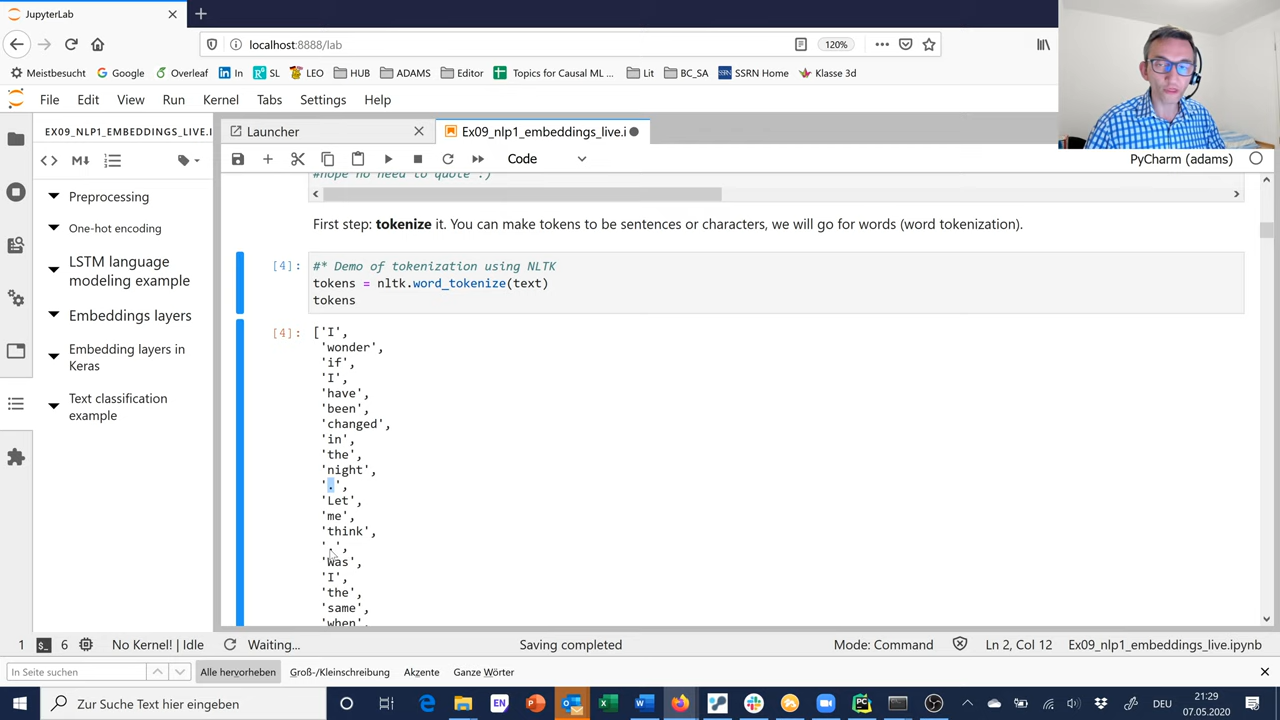 JupyterLab
localhost:8888/lab
120%
Meistbesucht
Google
Overleaf
In
SL
LEO
HUB
ADAMS
Editor
Topics for Causal ML ...
Lit
BC_SA
SSRN Home
Klasse 3d
File Edit View Run Kernel Tabs Settings Help
EX09_NLP1_EMBEDDINGS_LIVE.I
Launcher
Ex09_nlp1_embeddings_live.i
Code
PyCharm (adams)
Preprocessing
One-hot encoding
LSTM language
modeling example
Embeddings layers
Embedding layers in
Keras
Text classification
example
#hope no need to quote :)
First step: tokenize it. You can make tokens to be sentences or characters, we will go for words (word tokenization).
[4]:
#* Demo of tokenization using NLTK
tokens = nltk.word_tokenize(text)
tokens
[4]:
['I',
'wonder',
'if',
'I',
'have',
'been',
'changed',
'in',
'the',
'night',
'.',
'Let',
'me',
'think',
'Was',
'I',
'the',
'same',
'when',
1
6
No Kernel! | Idle
Waiting...
Saving completed
Mode: Command
Ln 2, Col 12
Ex09_nlp1_embeddings_live.ipynb
In Seite suchen
Alle hervorheben
Groß-/Kleinschreibung
Akzente
Ganze Wörter
Zur Suche Text hier eingeben
EN
DEU
21:29
07.05.2020